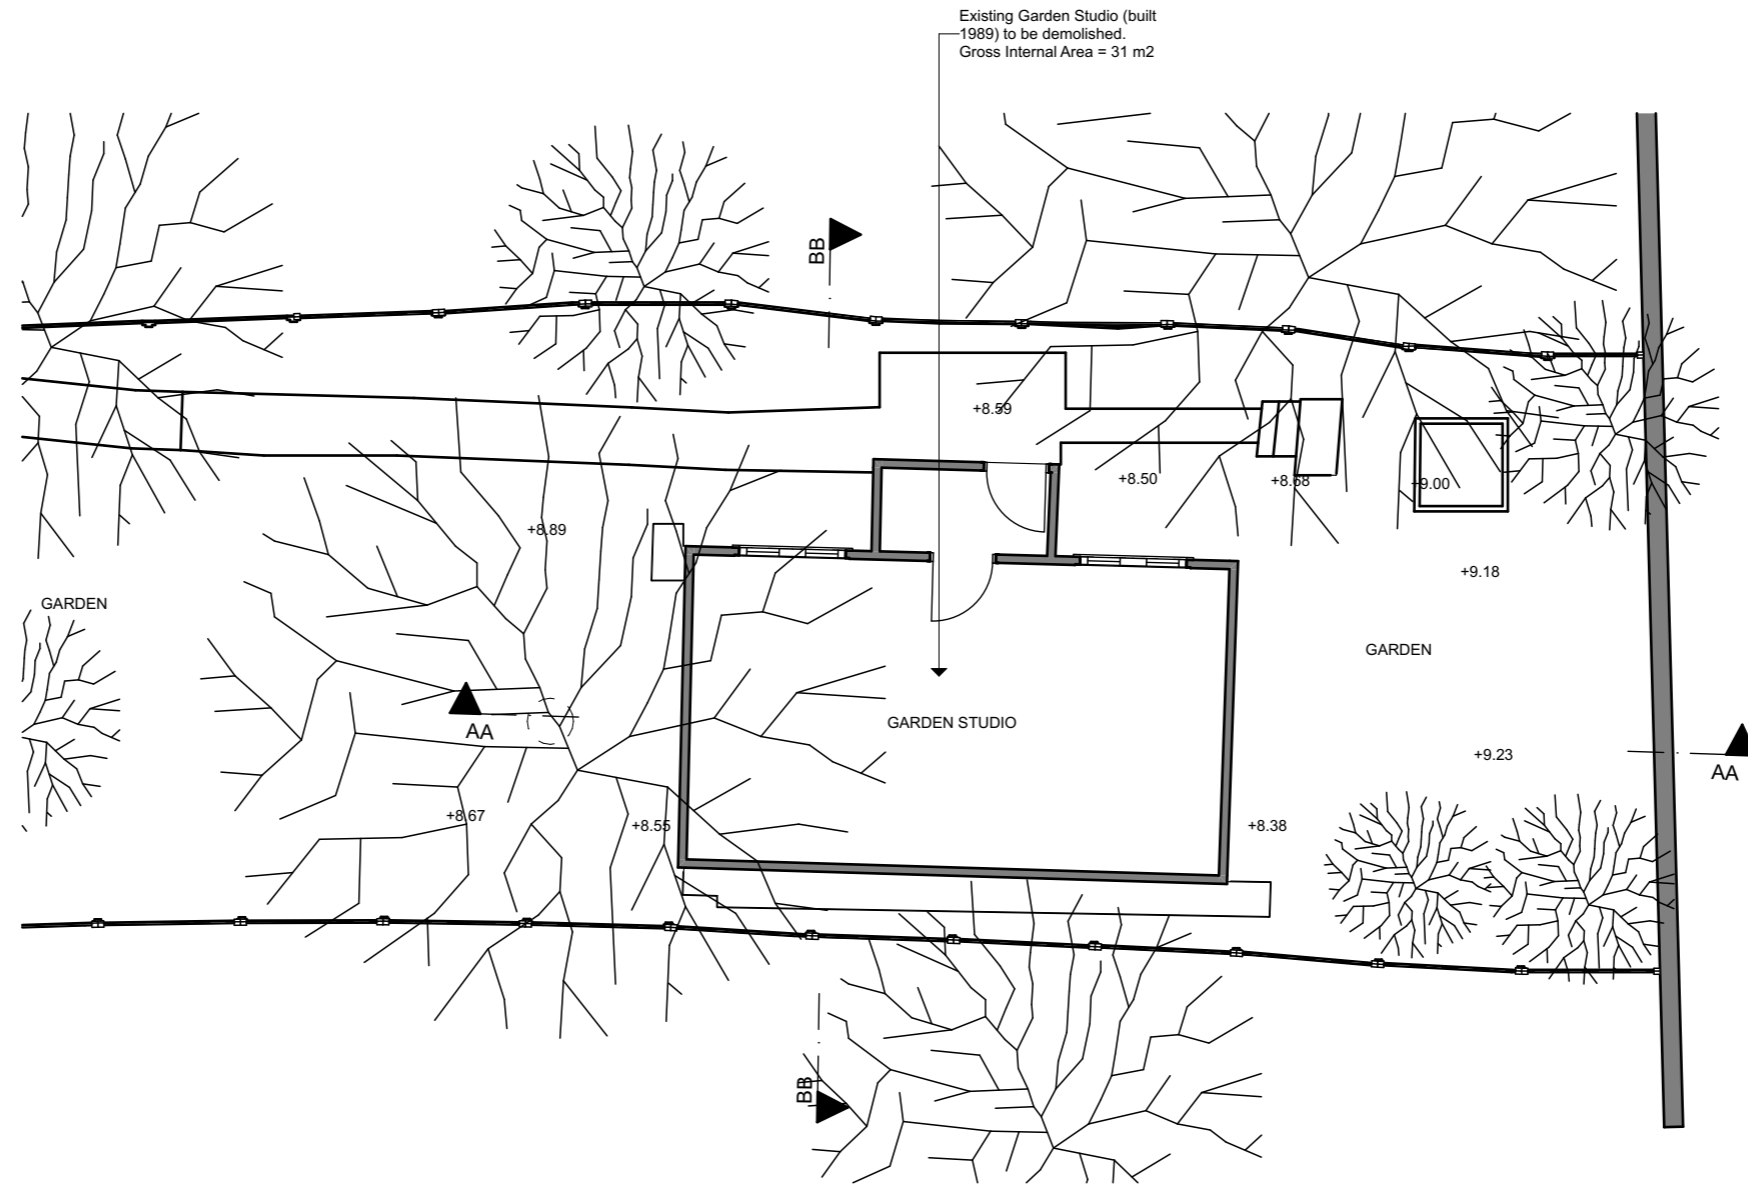 Existing Garden Studio (built
1989) to be demolished.
Gross Internal Area = 31 m2
BB
+8.59
+8.50
+8.68
+9.00
+8.89
+9.18
GARDEN
GARDEN
GARDEN STUDIO
AA
+9.23
AA
+8.67
+8.55
+8.38
BB